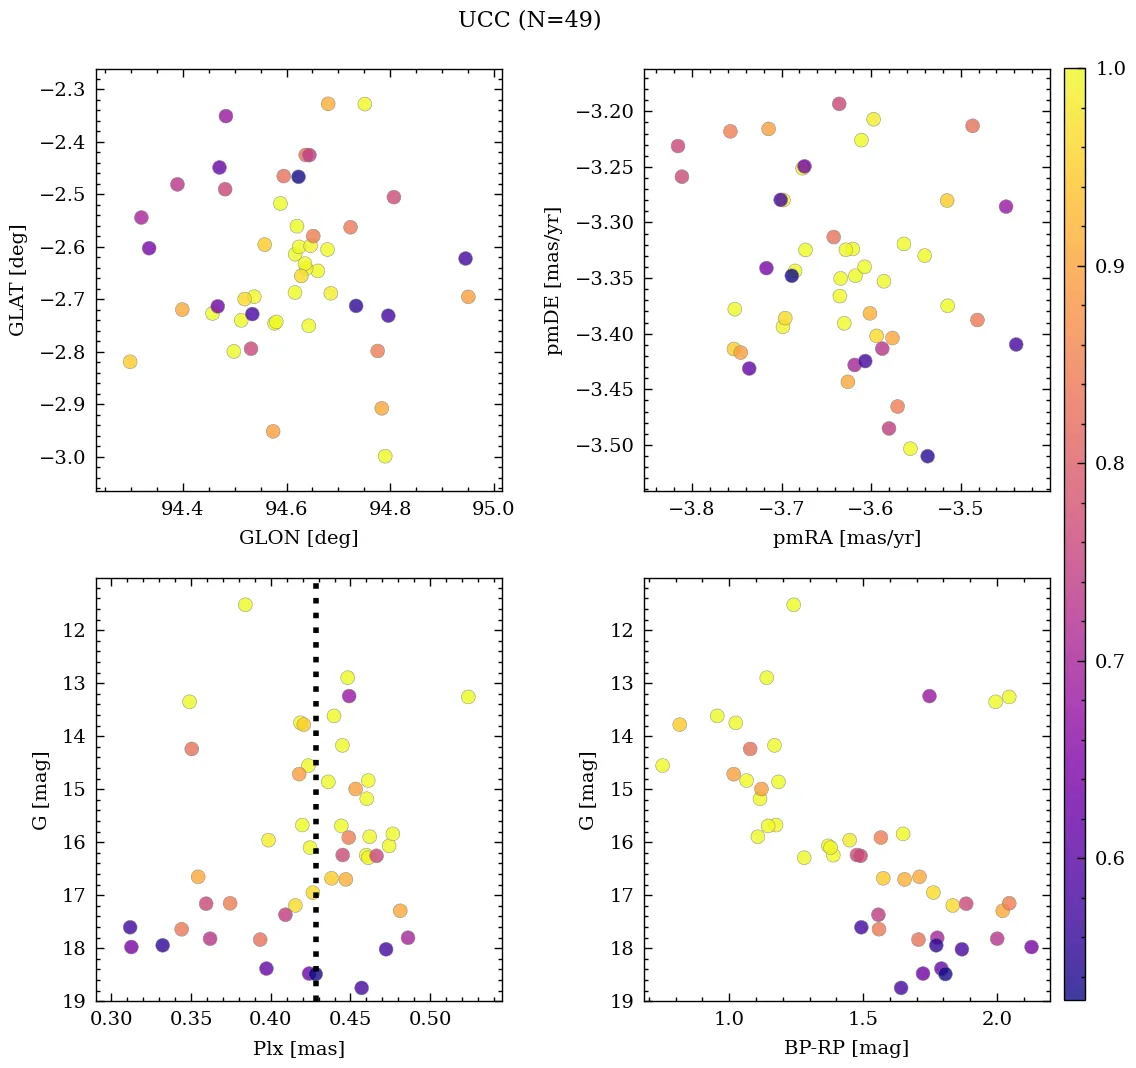 UCC (N=49)
−2.3
−2.4
−2.5
−2.6
−2.7
−2.8
−2.9
−3.0
GLAT [deg]
94.4 94.6 94.8 95.0
GLON [deg]
−3.20
−3.25
−3.30
−3.35
−3.40
−3.45
−3.50
pmDE [mas/yr]
−3.8 −3.7 −3.6 −3.5
pmRA [mas/yr]
12
13
14
15
16
17
18
19
G [mag]
0.30 0.35 0.40 0.45 0.50
Plx [mas]
12
13
14
15
16
17
18
19
G [mag]
1.0 1.5 2.0
BP-RP [mag]
1.0
0.9
0.8
0.7
0.6